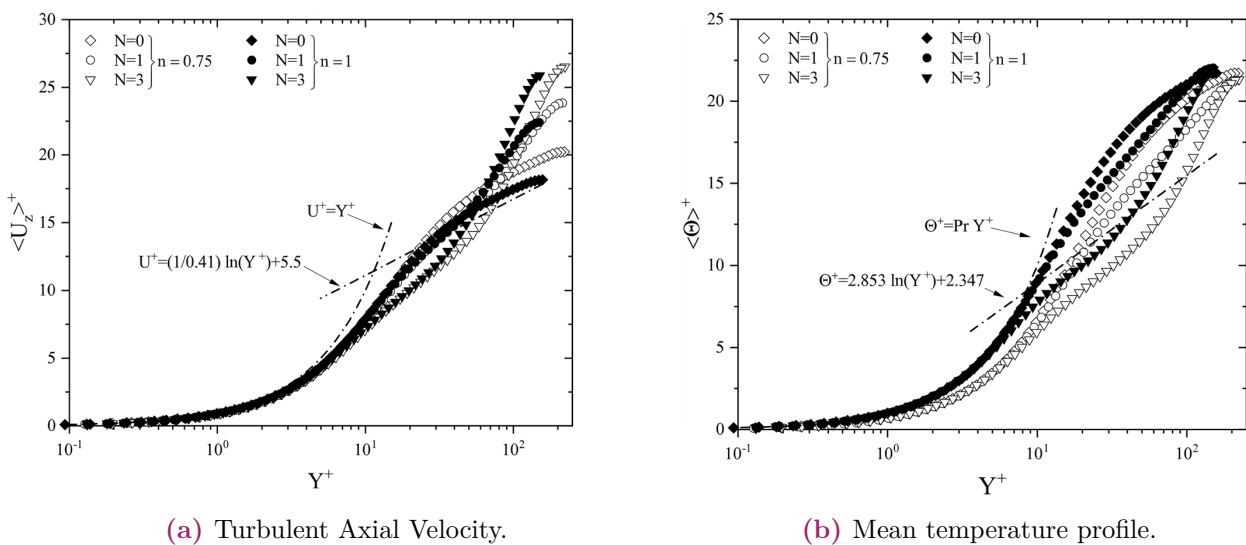 30
25
20
15
10
5
0
<U_z>^+
N=0
N=1
N=3
n = 0.75
N=0
N=1
N=3
n = 1
U^+=Y^+
U^+=(1/0.41) ln(Y^+)+5.5
10^-1 10^0 10^1 10^2
Y^+
(a) Turbulent Axial Velocity.
25
20
15
10
5
0
<Θ>^+
N=0
N=1
N=3
n = 0.75
N=0
N=1
N=3
n = 1
Θ^+=Pr Y^+
Θ^+=2.853 ln(Y^+)+2.347
10^-1 10^0 10^1 10^2
Y^+
(b) Mean temperature profile.